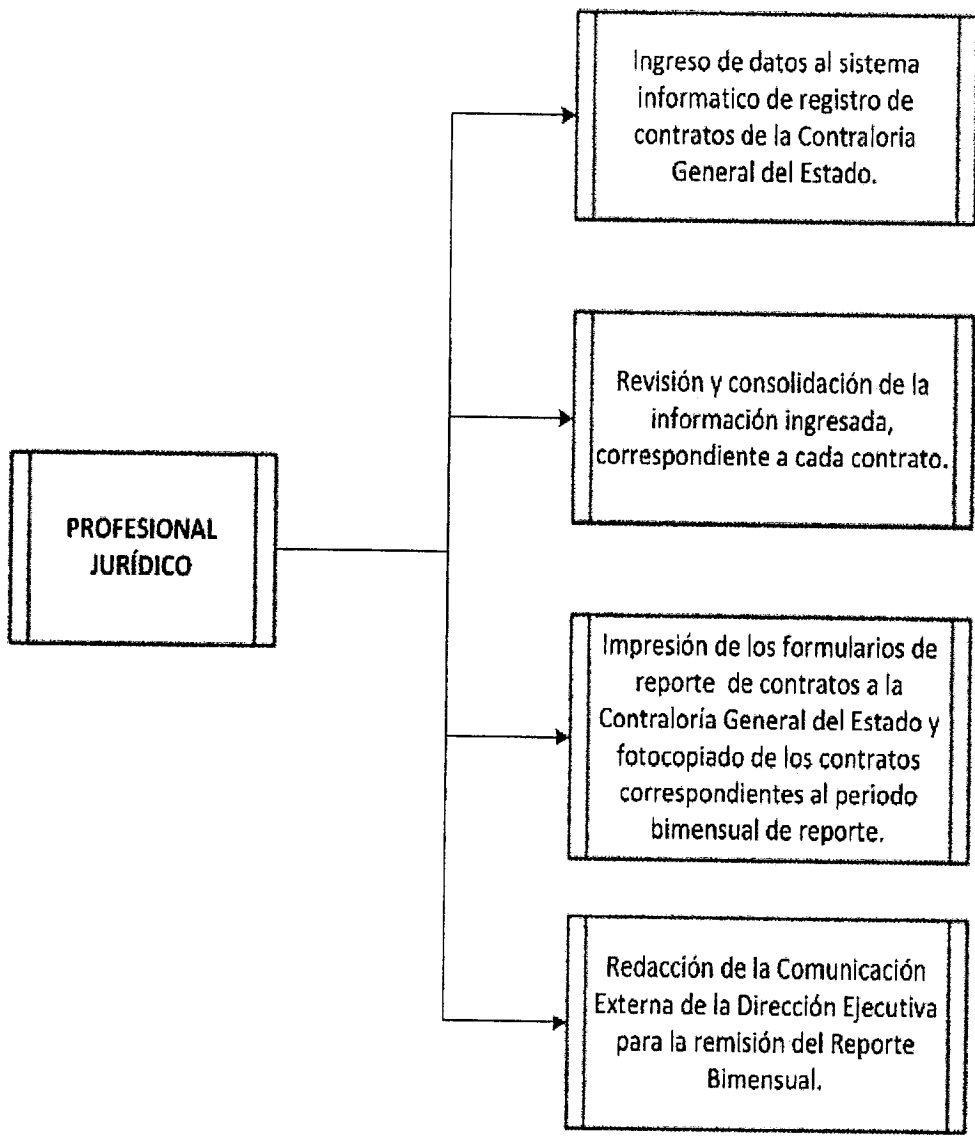 Ingreso de datos al sistema
informatico de registro de
contratos de la Contraloria
General del Estado.
Revisión y consolidación de la
información ingresada,
correspondiente a cada contrato.
PROFESIONAL
JURÍDICO
Impresión de los formularios de
reporte de contratos a la
Contraloría General del Estado y
fotocopiado de los contratos
correspondientes al periodo
bimensual de reporte.
Redacción de la Comunicación
Externa de la Dirección Ejecutiva
para la remisión del Reporte
Bimensual.